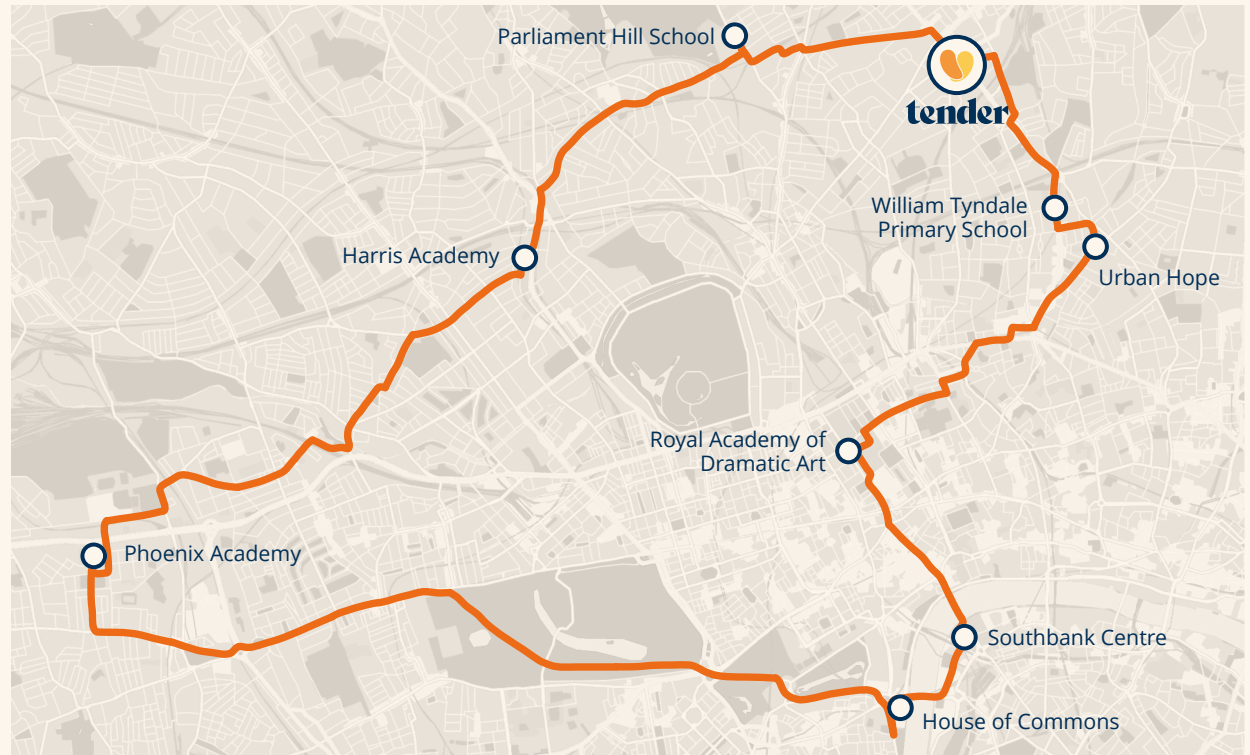 Parliament Hill School
tender
William Tyndale
Primary School
Harris Academy
Urban Hope
Royal Academy of
Dramatic Art
Phoenix Academy
Southbank Centre
House of Commons